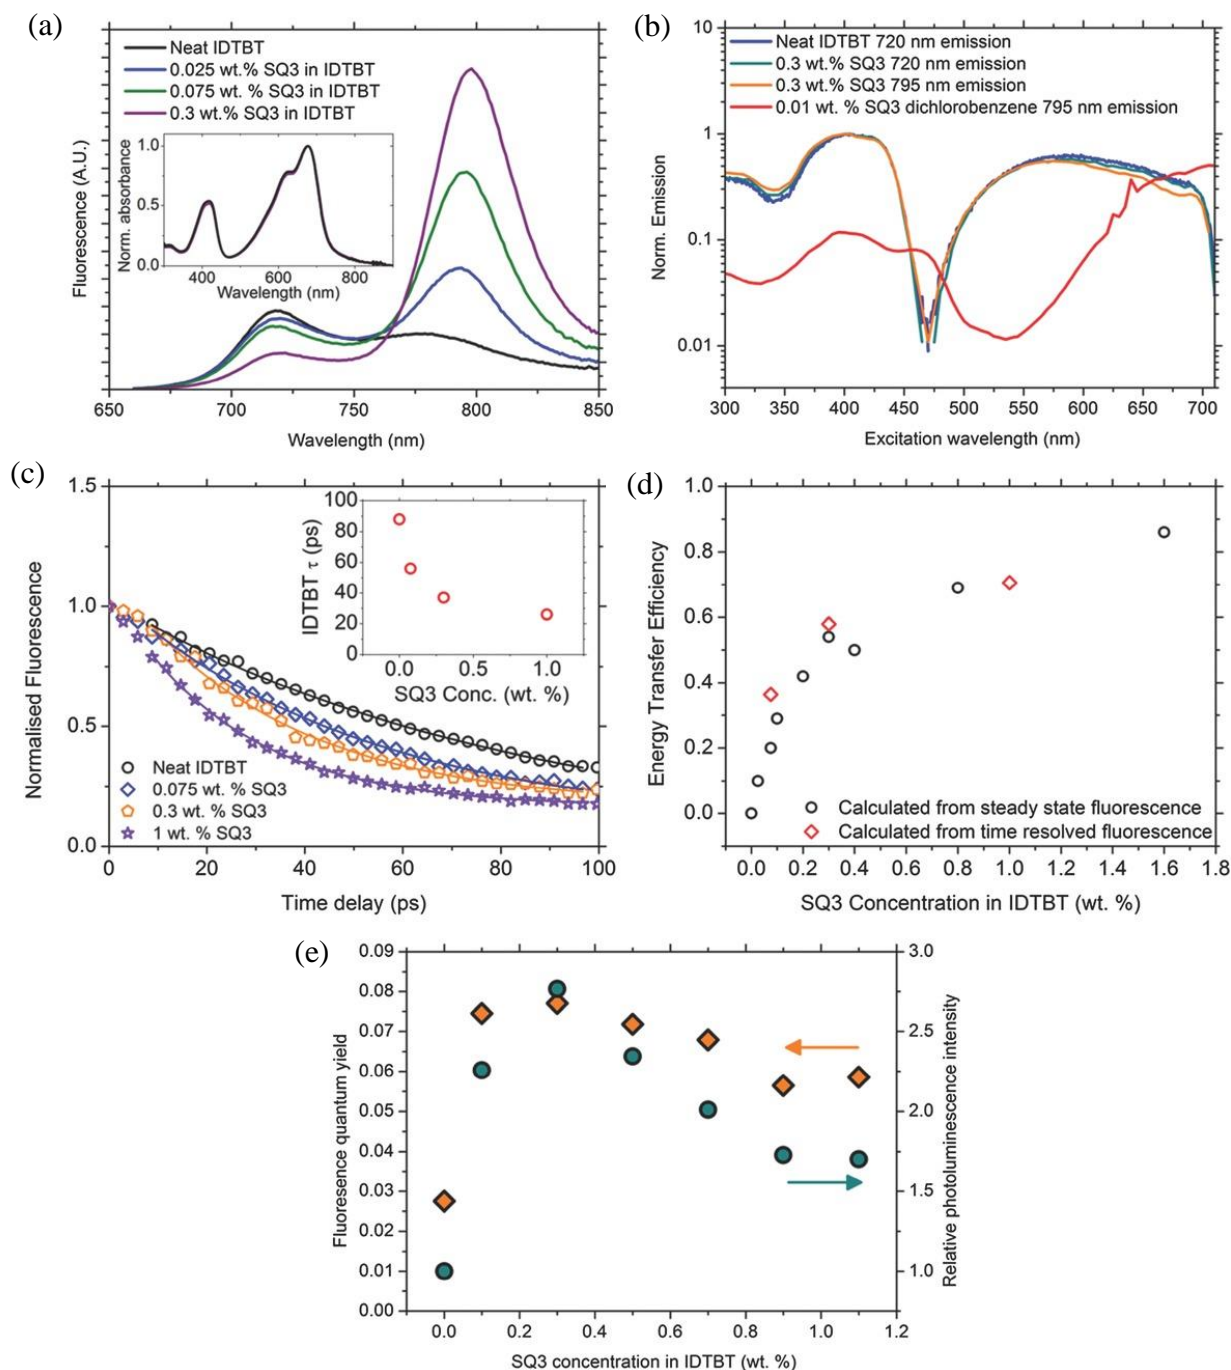 (a)
Neat IDTBT
0.025 wt.% SQ3 in IDTBT
0.075 wt. % SQ3 in IDTBT
0.3 wt.% SQ3 in IDTBT
Fluorescence (A.U.)
Norm. absorbance
1.0
0.5
0.0
400 600 800
Wavelength (nm)
650 700 750 800 850
Wavelength (nm)
(b)
Neat IDTBT 720 nm emission
0.3 wt.% SQ3 720 nm emission
0.3 wt.% SQ3 795 nm emission
0.01 wt. % SQ3 dichlorobenzene 795 nm emission
Norm. Emission
10
1
0.1
0.01
300 350 400 450 500 550 600 650 700
Excitation wavelength (nm)
(c)
Normalised Fluorescence
1.5
1.0
0.5
0.0
IDTBT τ (ps)
100
80
60
40
20
0
0.0 0.5 1.0
SQ3 Conc. (wt. %)
Neat IDTBT
0.075 wt. % SQ3
0.3 wt. % SQ3
1 wt. % SQ3
0 20 40 60 80 100
Time delay (ps)
(d)
Energy Transfer Efficiency
1.0
0.8
0.6
0.4
0.2
0.0
Calculated from steady state fluorescence
Calculated from time resolved fluorescence
0.0 0.2 0.4 0.6 0.8 1.0 1.2 1.4 1.6 1.8
SQ3 Concentration in IDTBT (wt. %)
(e)
Fluoresence quantum yield
0.09
0.08
0.07
0.06
0.05
0.04
0.03
0.02
0.01
0.00
3.0
2.5
2.0
1.5
1.0
Relative photoluminescence intensity
0.0 0.2 0.4 0.6 0.8 1.0 1.2
SQ3 concentration in IDTBT (wt. %)